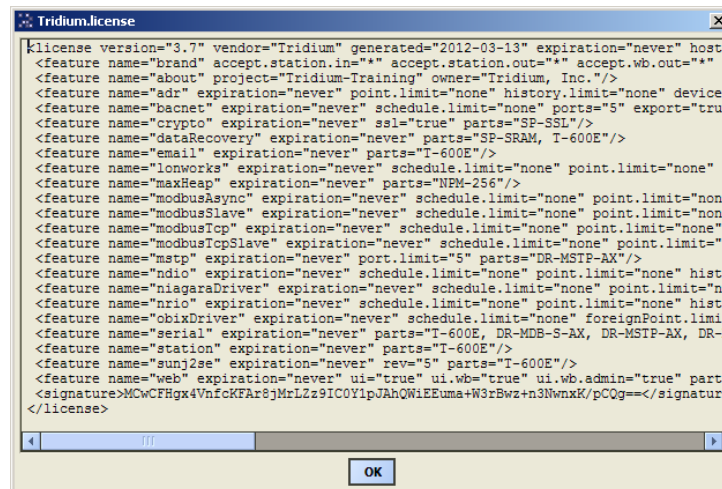 Tridium.license
<license version="3.7" vendor="Tridium" generated="2012-03-13" expiration="never" host
<feature name="brand" accept.station.in="*" accept.station.out="*" accept.wb.out="*"
<feature name="about" project="Tridium-Training" owner="Tridium, Inc."/>
<feature name="adr" expiration="never" point.limit="none" history.limit="none" device
<feature name="bacnet" expiration="never" schedule.limit="none" ports="5" export="tru
<feature name="crypto" expiration="never" ssl="true" parts="SP-SSL"/>
<feature name="dataRecovery" expiration="never" parts="SP-SRAM, T-600E"/>
<feature name="email" expiration="never" parts="T-600E"/>
<feature name="lonworks" expiration="never" schedule.limit="none" point.limit="none"
<feature name="maxHeap" expiration="never" parts="NPM-256"/>
<feature name="modbusAsync" expiration="never" schedule.limit="none" point.limit="non
<feature name="modbusSlave" expiration="never" schedule.limit="none" point.limit="non
<feature name="modbusTcp" expiration="never" schedule.limit="none" point.limit="none"
<feature name="modbusTcpSlave" expiration="never" schedule.limit="none" point.limit="
<feature name="mstp" expiration="never" port.limit="5" parts="DR-MSTP-AX"/>
<feature name="ndio" expiration="never" schedule.limit="none" point.limit="none" hist
<feature name="niagaraDriver" expiration="never" schedule.limit="none" point.limit="n
<feature name="nrio" expiration="never" schedule.limit="none" point.limit="none" hist
<feature name="obixDriver" expiration="never" schedule.limit="none" foreignPoint.limi
<feature name="serial" expiration="never" parts="T-600E, DR-MDB-S-AX, DR-MSTP-AX, DR-
<feature name="station" expiration="never" parts="T-600E"/>
<feature name="sunj2se" expiration="never" rev="5" parts="T-600E"/>
<feature name="web" expiration="never" ui="true" ui.wb="true" ui.wb.admin="true" part
<signature>MCwCFHgx4VnfcKFAr8jMrLZz9IC0Y1pJAhQWiEEuma+W3rBwz+n3NwnxK/pCQg==</signatur
</license>
OK